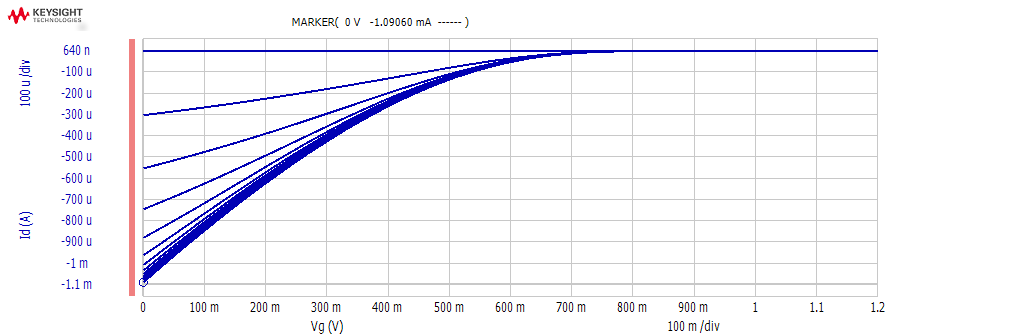 KEYSIGHT
TECHNOLOGIES
MARKER( 0 V -1.09060 mA ------ )
100 u /div
Id (A)
640 n
-100 u
-200 u
-300 u
-400 u
-500 u
-600 u
-700 u
-800 u
-900 u
-1 m
-1.1 m
0 100 m 200 m 300 m 400 m 500 m 600 m 700 m 800 m 900 m 1 1.1 1.2
Vg (V) 100 m /div